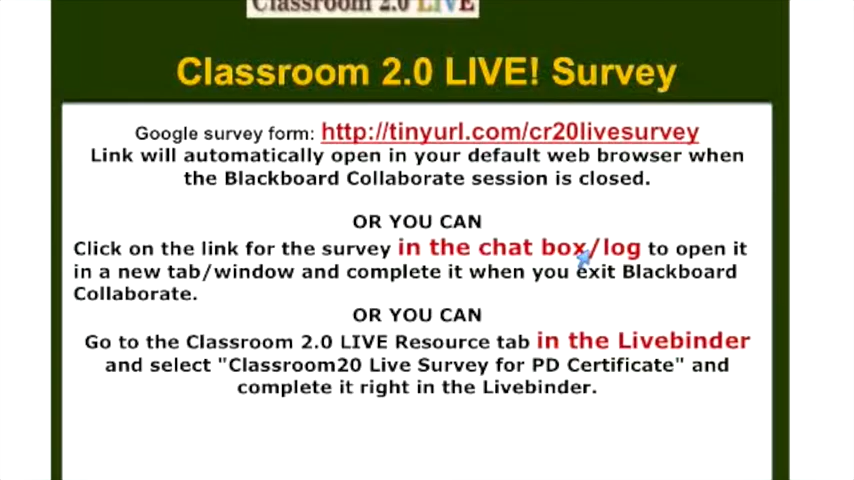 Classroom 2.0 LIVE
Classroom 2.0 LIVE! Survey
Google survey form: http://tinyurl.com/cr20livesurvey
Link will automatically open in your default web browser when
the Blackboard Collaborate session is closed.
OR YOU CAN
Click on the link for the survey in the chat box/log to open it
in a new tab/window and complete it when you exit Blackboard
Collaborate.
OR YOU CAN
Go to the Classroom 2.0 LIVE Resource tab in the Livebinder
and select "Classroom20 Live Survey for PD Certificate" and
complete it right in the Livebinder.